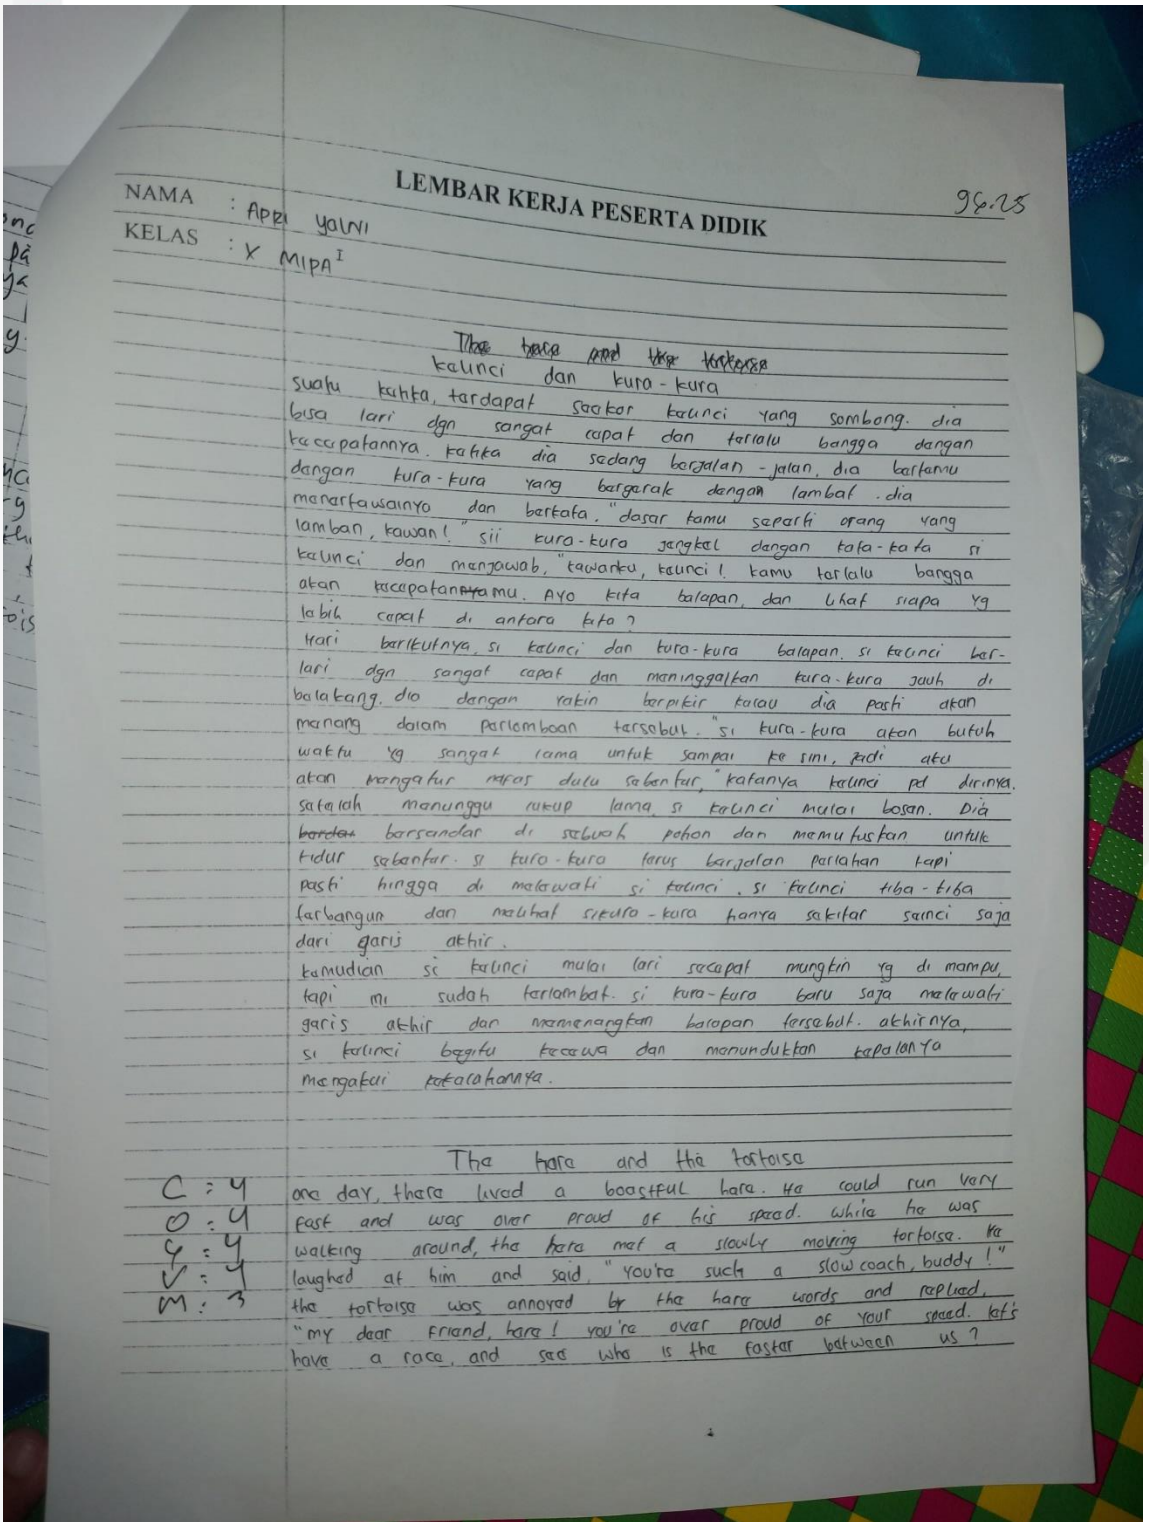 LEMBAR KERJA PESERTA DIDIK
96.25
NAMA : APRI YALNI
KELAS : X MIPA I
The hare and the tortoise
kelinci dan kura-kura
suatu ketika, terdapat seekor kelinci yang sombong. dia
bisa lari dgn sangat cepat dan terlalu bangga dengan
kecepatannya. ketika dia sedang berjalan-jalan, dia bertemu
dengan kura-kura yang bergerak dengan lambat. dia
menertawainya dan berkata, "dasar kamu seperti orang yang
lamban, kawan!" sii kura-kura jengkel dengan kata-kata si
kelinci dan menjawab, "kawanku, kelinci! kamu terlalu bangga
akan kecepatanmu. Ayo kita balapan, dan lihat siapa yg
lebih cepat di antara kita?
Hari berikutnya, si kelinci dan kura-kura balapan. si kelinci ber-
lari dgn sangat cepat dan meninggalkan kura-kura jauh di
belakang. dia dengan yakin berpikir kalau dia pasti akan
menang dalam perlombaan tersebut. "si kura-kura akan butuh
waktu yg sangat lama untuk sampai ke sini, jadi aku
akan mengatur nafas dulu sebentar," katanya kelinci pd dirinya.
setelah menunggu cukup lama, si kelinci mulai bosan. Dia
bersandar di sebuah pohon dan memutuskan untuk
tidur sebentar. si kura-kura terus berjalan perlahan tapi
pasti hingga di melewati si kelinci. si kelinci tiba-tiba
terbangun dan melihat sikura-kura hanya sekitar seinci saja
dari garis akhir.
kemudian si kelinci mulai lari secepat mungkin yg di mampu,
tapi ini sudah terlambat. si kura-kura baru saja melewati
garis akhir dan memenangkan balapan tersebut. akhirnya,
si kelinci begitu kecewa dan menundukkan kepalanya
mengakui kekalahannya.
The hare and the tortoise
C : 4 one day, there lived a boastful hare. He could run very
O : 4 fast and was over proud of his speed. while he was
G : 4 walking around, the hare met a slowly moving tortoise. He
V : 4 laughed at him and said, "you're such a slow coach, buddy!"
M : 3 the tortoise was annoyed by the hare words and replied,
"my dear Friend, hare! you're over proud of your speed. let's
have a race, and see who is the faster between us ?
1